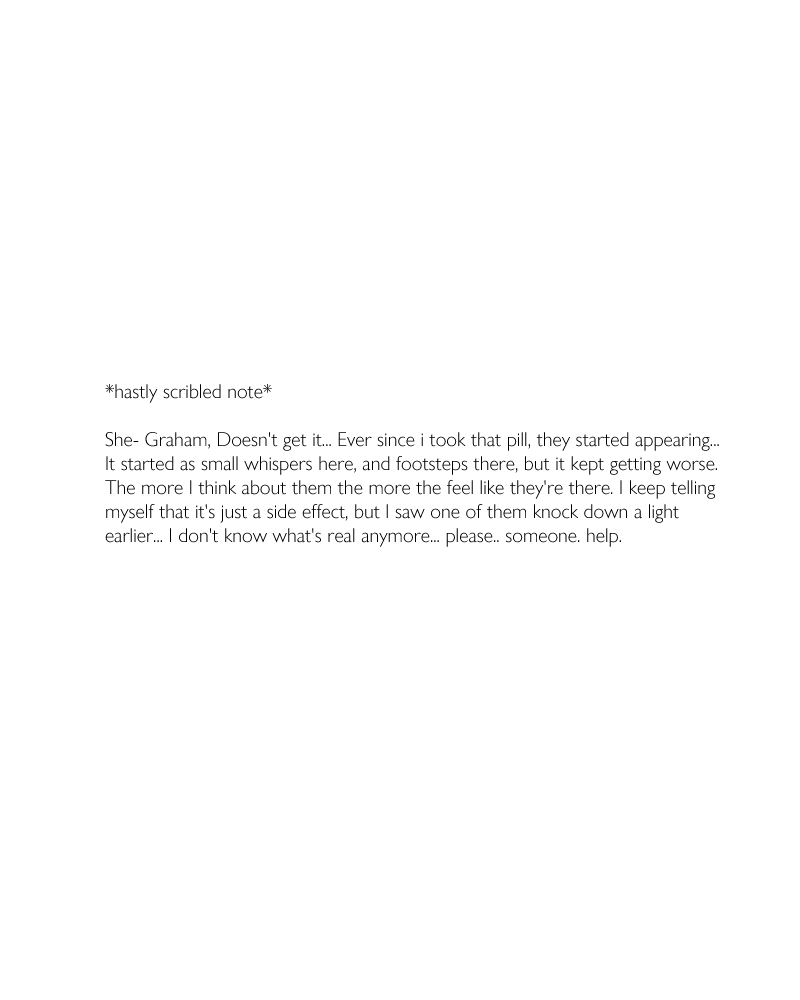 *hastly scribled note*
She- Graham, Doesn't get it... Ever since i took that pill, they started appearing...
It started as small whispers here, and footsteps there, but it kept getting worse.
The more I think about them the more the feel like they're there. I keep telling
myself that it's just a side effect, but I saw one of them knock down a light
earlier... I don't know what's real anymore... please.. someone. help.